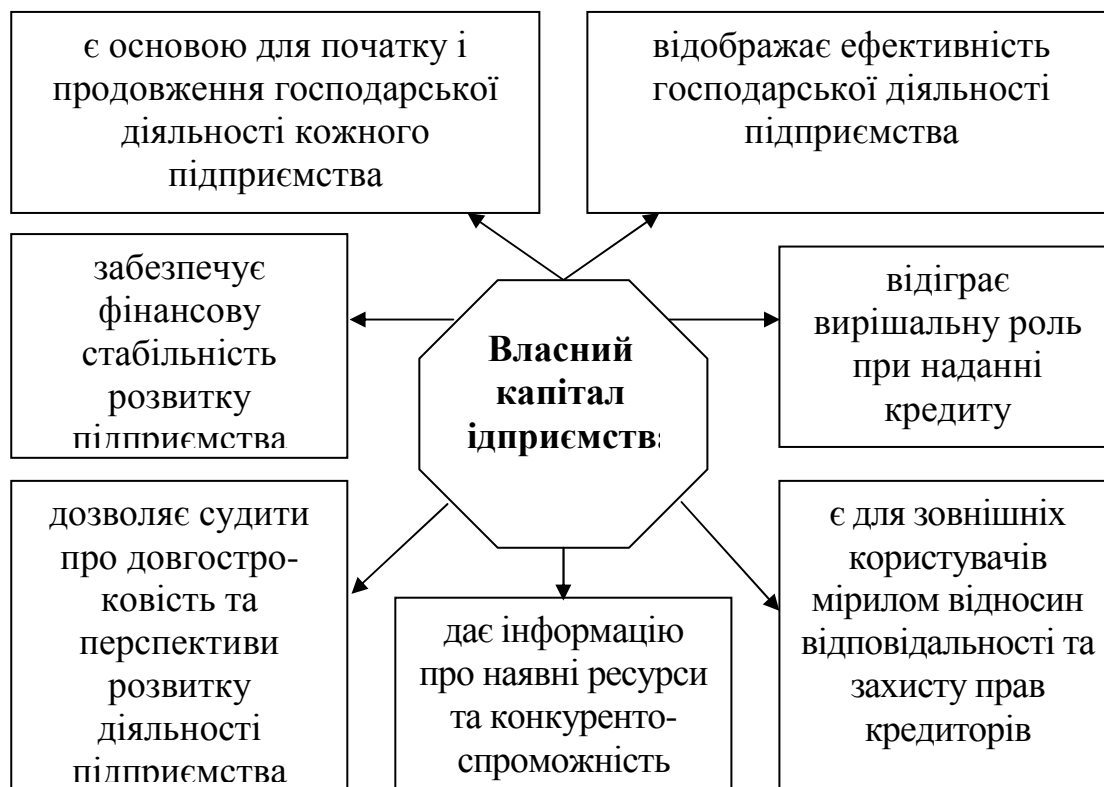 є основою для початку і
продовження господарської
діяльності кожного
підприємства
відображає ефективність
господарської діяльності
підприємства
забезпечує
фінансову
стабільність
розвитку
підприємства
Власний
капітал
ідприємств
відіграє
вирішальну роль
при наданні
кредиту
дозволяє судити
про довгостро-
ковість та
перспективи
розвитку
діяльності
підприємства
дає інформацію
про наявні ресурси
та конкуренто-
спроможність
є для зовнішніх
користувачів
мірилом відносин
відповідальності та
захисту прав
кредиторів